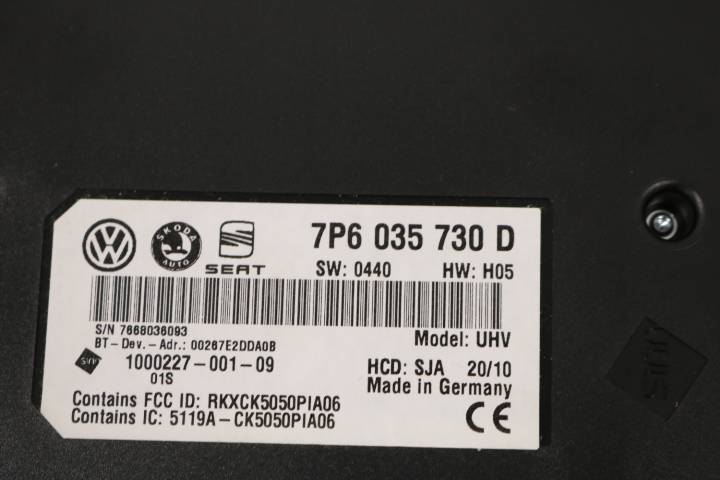 7P6 035 730 D
SKODA
AUTO
SEAT
SW: 0440 HW: H05
S/N 7668036093
BT-Dev.-Adr.: 00267E2DDA0B
Model: UHV
1000227-001-09
01S
HCD: SJA 20/10
Made in Germany
Contains FCC ID: RKXCK5050PIA06
Contains IC: 5119A-CK5050PIA06
CE